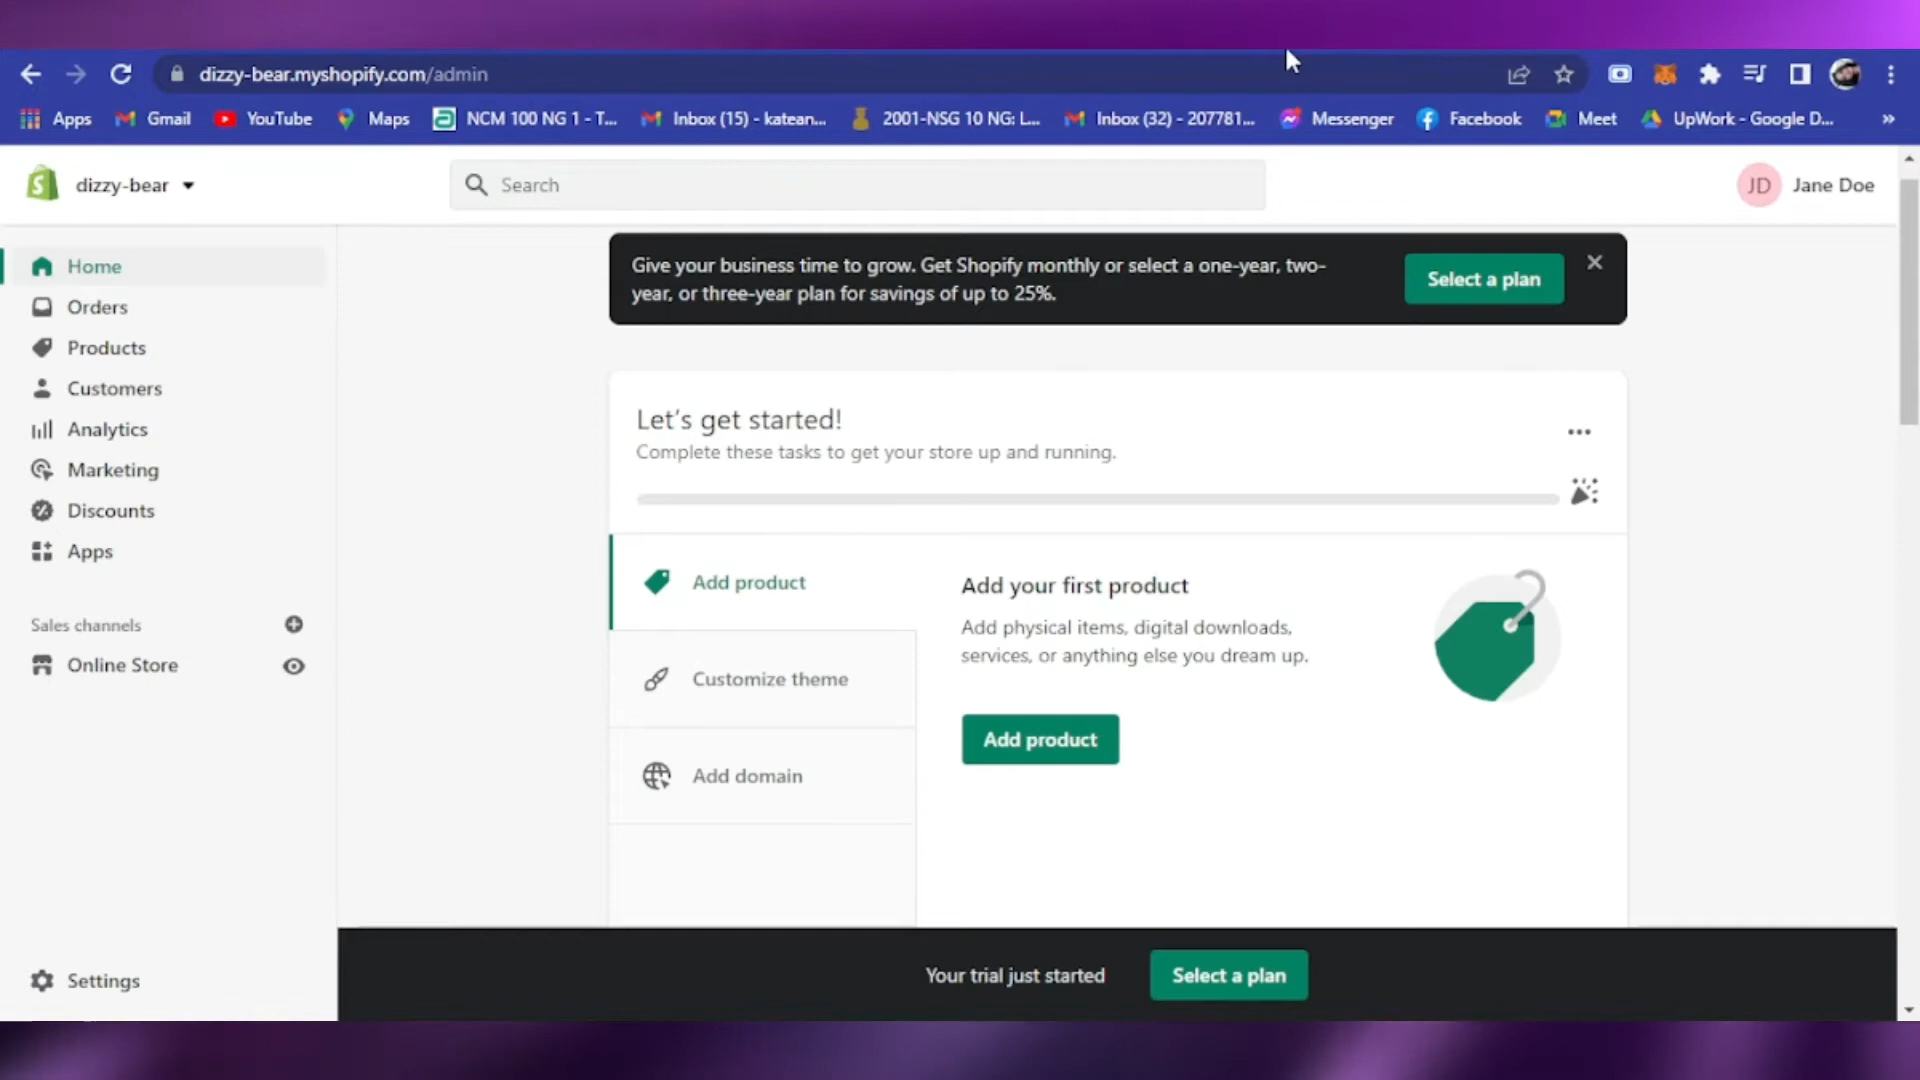 dizzy-bear.myshopify.com/admin
Apps Gmail YouTube Maps NCM 100 NG 1 - T... Inbox (15) - katean... 2001-NSG 10 NG: L... Inbox (32) - 207781... Messenger Facebook Meet UpWork - Google D... »
dizzy-bear
Search
JD Jane Doe
Home
Orders
Products
Customers
Analytics
Marketing
Discounts
Apps
Sales channels
Online Store
Settings
Give your business time to grow. Get Shopify monthly or select a one-year, two-
year, or three-year plan for savings of up to 25%.
Select a plan
Let's get started!
Complete these tasks to get your store up and running.
Add product
Customize theme
Add domain
Add your first product
Add physical items, digital downloads,
services, or anything else you dream up.
Add product
Your trial just started
Select a plan